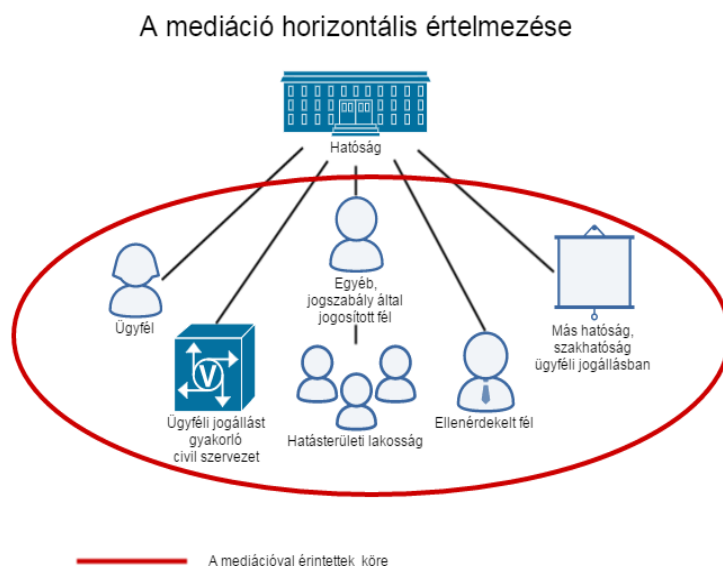 A mediáció horizontális értelmezése
Hatóság
Ügyfél
Egyéb,
jogszabály által
jogosított fél
Más hatóság,
szakhatóság
ügyféli jogállásban
V
Ügyféli jogállást
gyakorló
civil szervezet
Hatásterületi lakosság
Ellenérdekelt fél
A mediációval érintettek köre